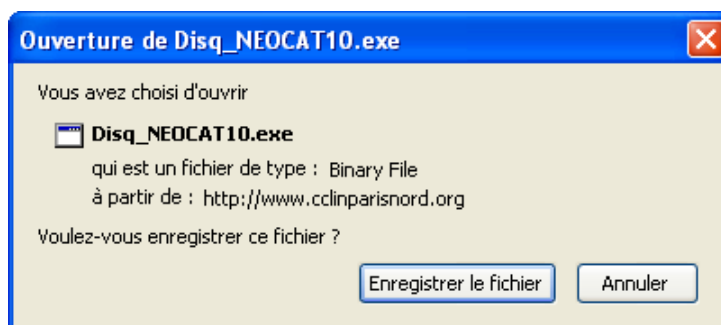 Ouverture de Disq_NEOCAT10.exe
Vous avez choisi d'ouvrir
Disq_NEOCAT10.exe
qui est un fichier de type : Binary File
à partir de : http://www.cclinparisnord.org
Voulez-vous enregistrer ce fichier ?
Enregistrer le fichier Annuler